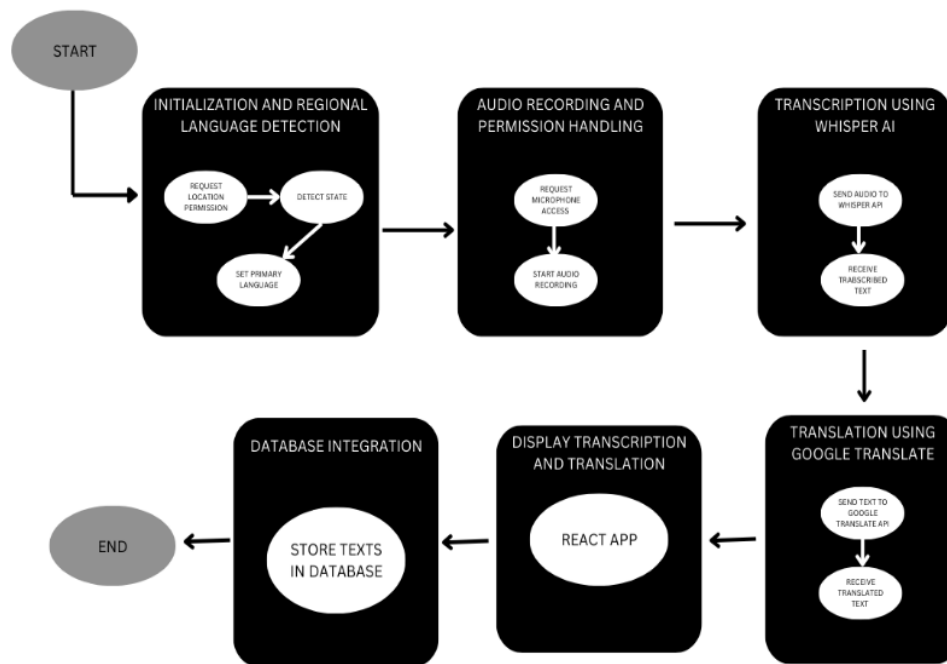 START
INITIALIZATION AND REGIONAL
LANGUAGE DETECTION
REQUEST
LOCATION
PERMISSION
DETECT STATE
SET PRIMARY
LANGUAGE
AUDIO RECORDING AND
PERMISSION HANDLING
REQUEST
MICROPHONE
ACCESS
START AUDIO
RECORDING
TRANSCRIPTION USING
WHISPER AI
SEND AUDIO TO
WHISPER API
RECEIVE
TRABSCRIBED
TEXT
TRANSLATION USING
GOOGLE TRANSLATE
SEND TEXT TO
GOOGLE
TRANSLATE API
RECEIVE
TRANSLATED
TEXT
DISPLAY TRANSCRIPTION
AND TRANSLATION
REACT APP
DATABASE INTEGRATION
STORE TEXTS
IN DATABASE
END